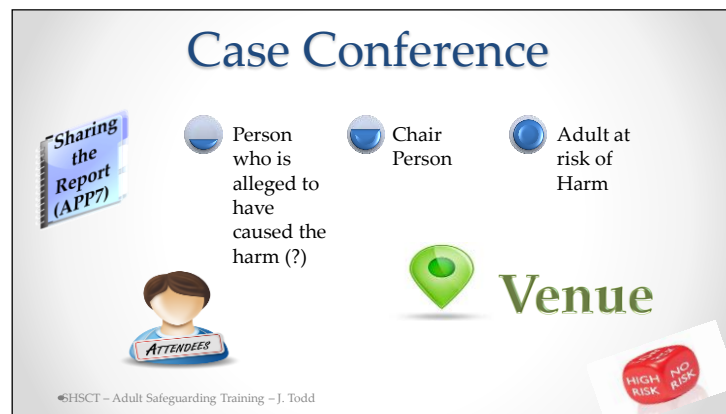 Case Conference
Sharing
the
Report
(APP7)
Person
who is
alleged to
have
caused the
harm (?)
Chair
Person
Adult at
risk of
Harm
ATTENDEES
Venue
HIGH
RISK
NO
RISK
SHSCT – Adult Safeguarding Training – J. Todd